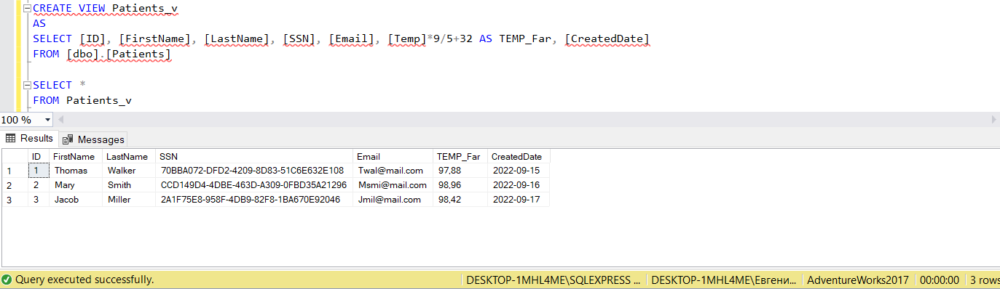 CREATE VIEW Patients_v
AS
SELECT [ID], [FirstName], [LastName], [SSN], [Email], [Temp]*9/5+32 AS TEMP_Far, [CreatedDate]
FROM [dbo].[Patients]
SELECT *
FROM Patients_v
100 %
Results Messages
ID FirstName LastName SSN Email TEMP_Far CreatedDate
1 1 Thomas Walker 70BBA072-DFD2-4209-8D83-51C6E632E108 Twal@mail.com 97,88 2022-09-15
2 2 Mary Smith CCD149D4-4DBE-463D-A309-0FBD35A21296 Msmi@mail.com 98,96 2022-09-16
3 3 Jacob Miller 2A1F75E8-958F-4DB9-82F8-1BA670E92046 Jmil@mail.com 98,42 2022-09-17
Query executed successfully. DESKTOP-1MHL4ME\SQLEXPRESS ... DESKTOP-1MHL4ME\Евгени... AdventureWorks2017 00:00:00 3 rows